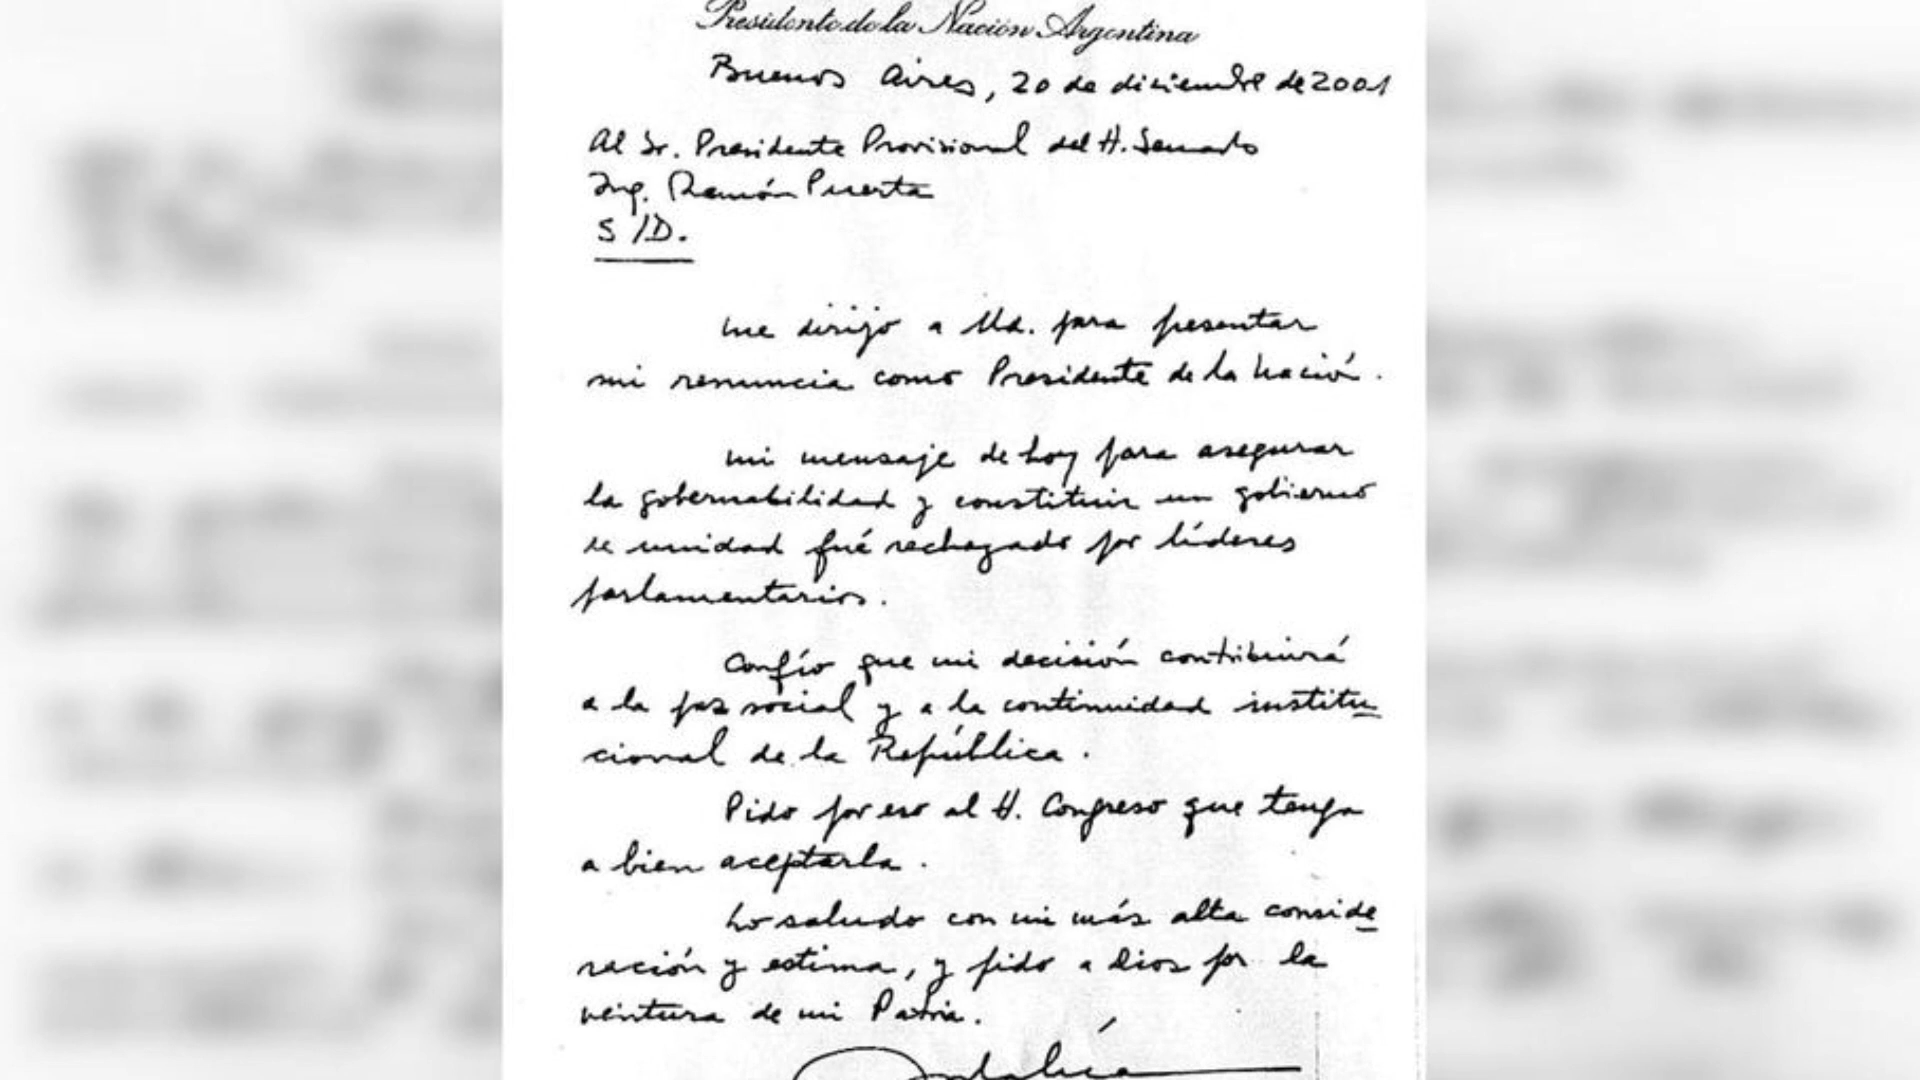 Presidente de la Nación Argentina
Buenos Aires, 20 de diciembre de 2001
Al Sr. Presidente Provisional del H. Senado
Ing. Ramón Puerta
S/D.
Me dirijo a Ud. para presentar
mi renuncia como Presidente de la Nación.
Mi mensaje de hoy para asegurar
la gobernabilidad y constituir un gobierno
de unidad fué rechazado por líderes
parlamentarios.
Confío que mi decisión contribuirá
a la paz social y a la continuidad institu
cional de la República.
Pido por eso al H. Congreso que tenga
a bien aceptarla.
Lo saludo con mi más alta conside
ración y estima, y pido a Dios por la
ventura de mi Patria.